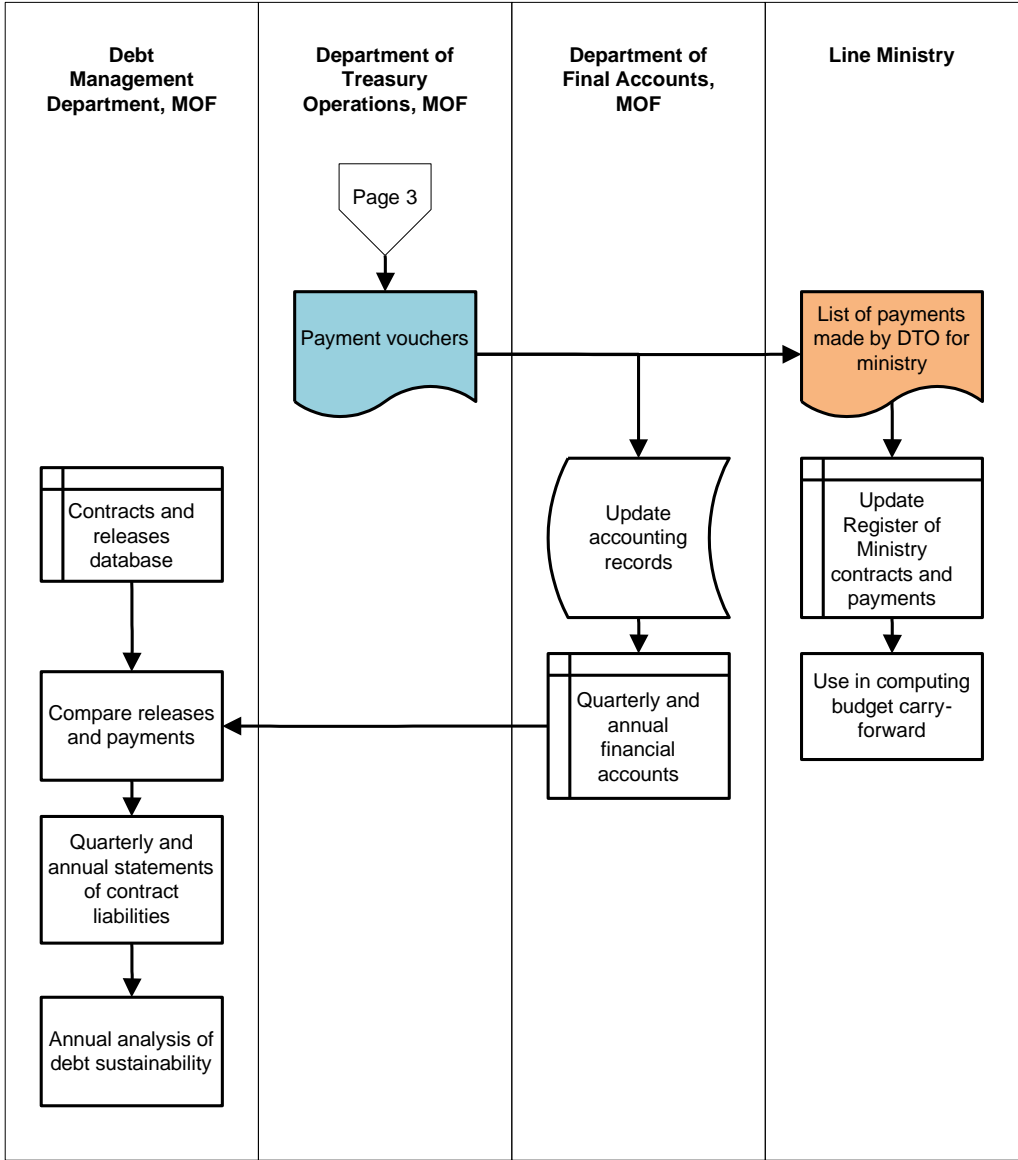 Debt
Management
Department, MOF
Department of
Treasury
Operations, MOF
Department of
Final Accounts,
MOF
Line Ministry
Page 3
Payment vouchers
List of payments
made by DTO for
ministry
Contracts and
releases
database
Update
accounting
records
Update
Register of
Ministry
contracts and
payments
Compare releases
and payments
Quarterly and
annual
financial
accounts
Use in computing
budget carry-
forward
Quarterly and
annual statements
of contract
liabilities
Annual analysis of
debt sustainability